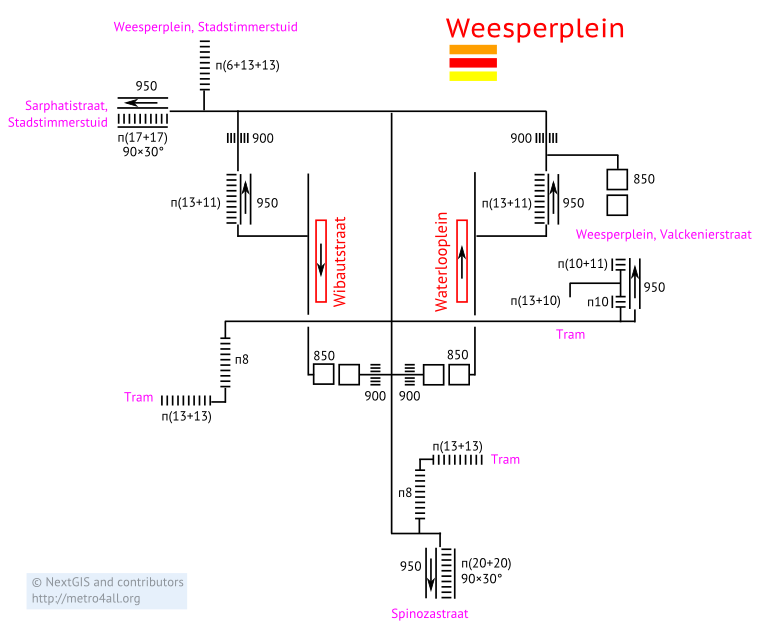 Weesperplein
Weesperplein, Stadstimmerstuid
п(6+13+13)
950
Sarphatistraat,
Stadstimmerstuid
п(17+17)
90×30°
900
900
850
п(13+11)
950
п(13+11)
950
Wibautstraat
Waterlooplein
Weesperplein, Valckenierstraat
п(10+11)
950
п(13+10)
п10
Tram
850
850
п8
900
900
Tram
п(13+13)
п(13+13)
Tram
п8
950
п(20+20)
90×30°
Spinozastraat
© NextGIS and contributors
http://metro4all.org